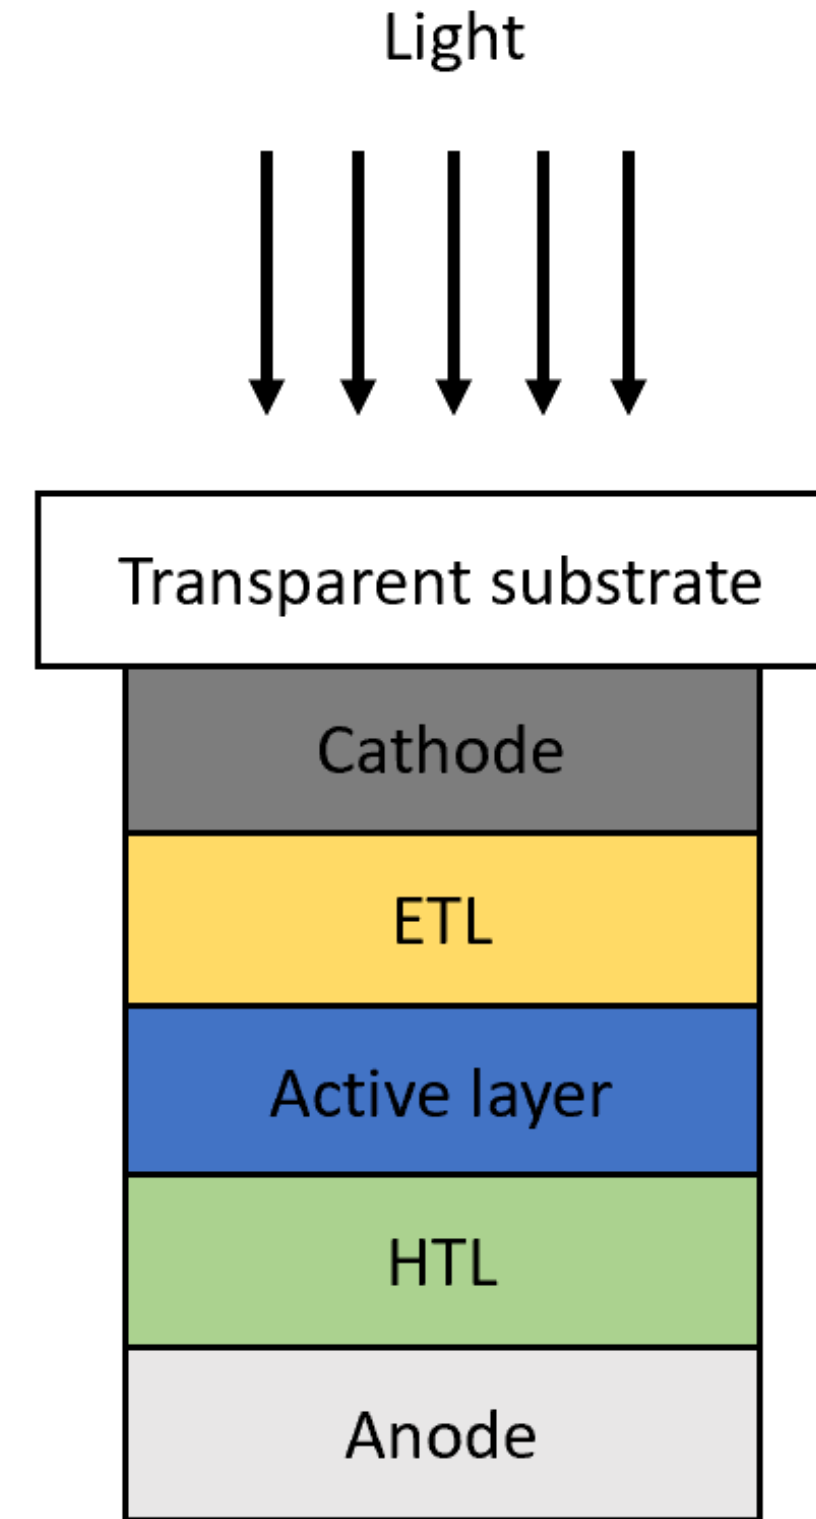 Light
Transparent substrate
Cathode
ETL
Active layer
HTL
Anode